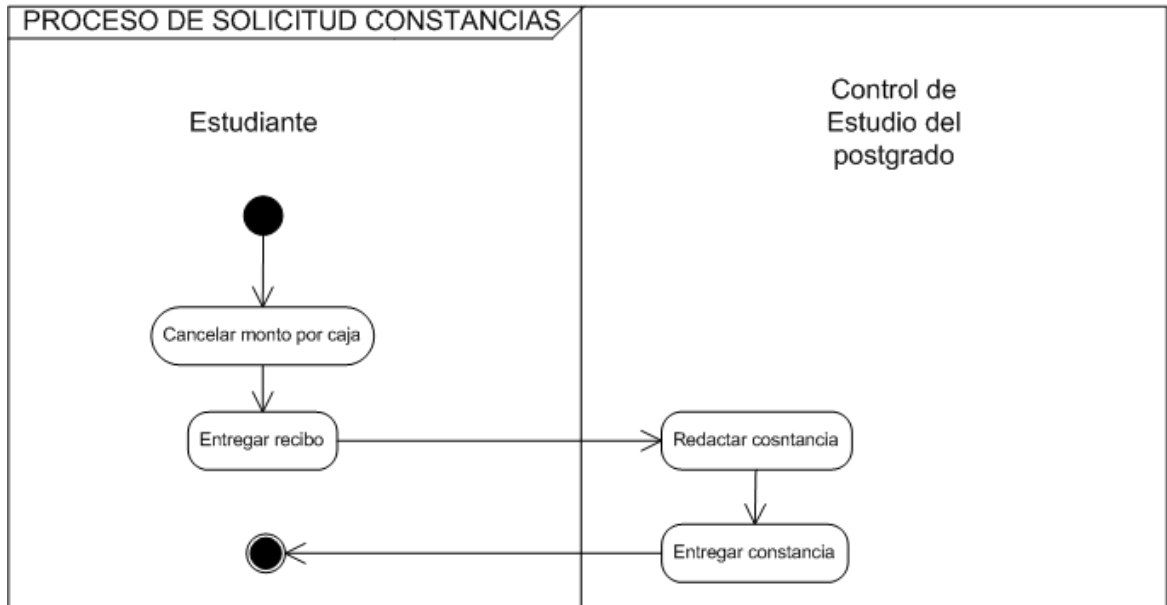 PROCESO DE SOLICITUD CONSTANCIAS
Estudiante
Control de
Estudio del
postgrado
Cancelar monto por caja
Entregar recibo
Redactar cosntancia
Entregar constancia